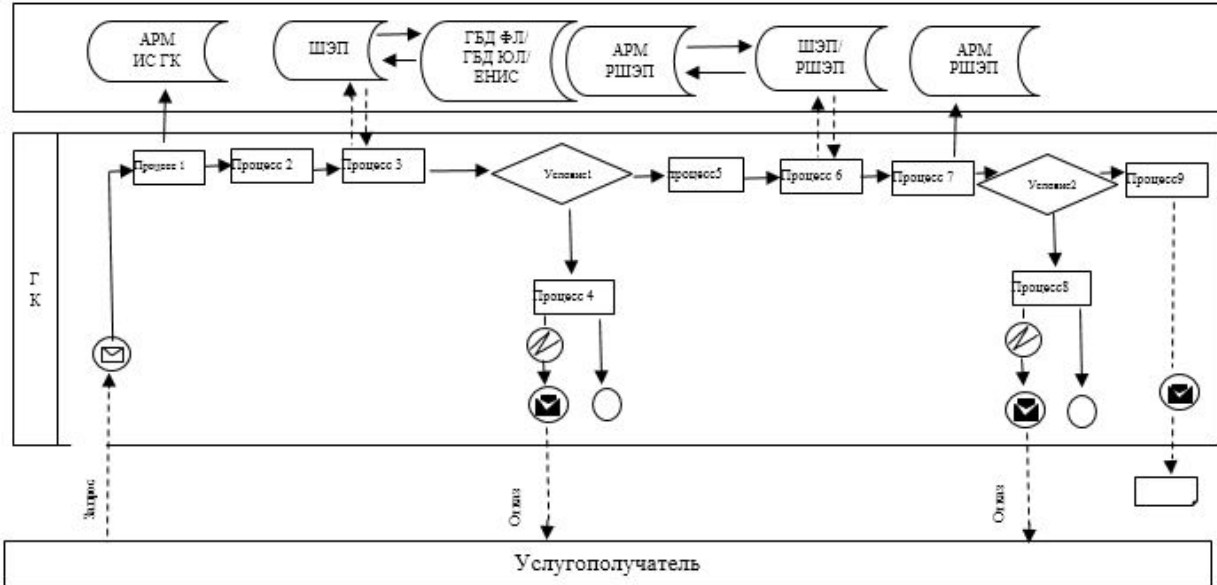 АРМ
ИС ГК
ШЭП
ГБД ФЛ/
ГБД ЮЛ/
ЕНИС
АРМ
РШЭП
ШЭП/
РШЭП
АРМ
РШЭП
Процесс 1
Процесс 2
Процесс 3
Условие1
процесс5
Процесс 6
Процесс 7
Условие2
Процесс9
Г
К
Процесс 4
Процесс8
Запрос
Отказ
Отказ
Услугополучатель